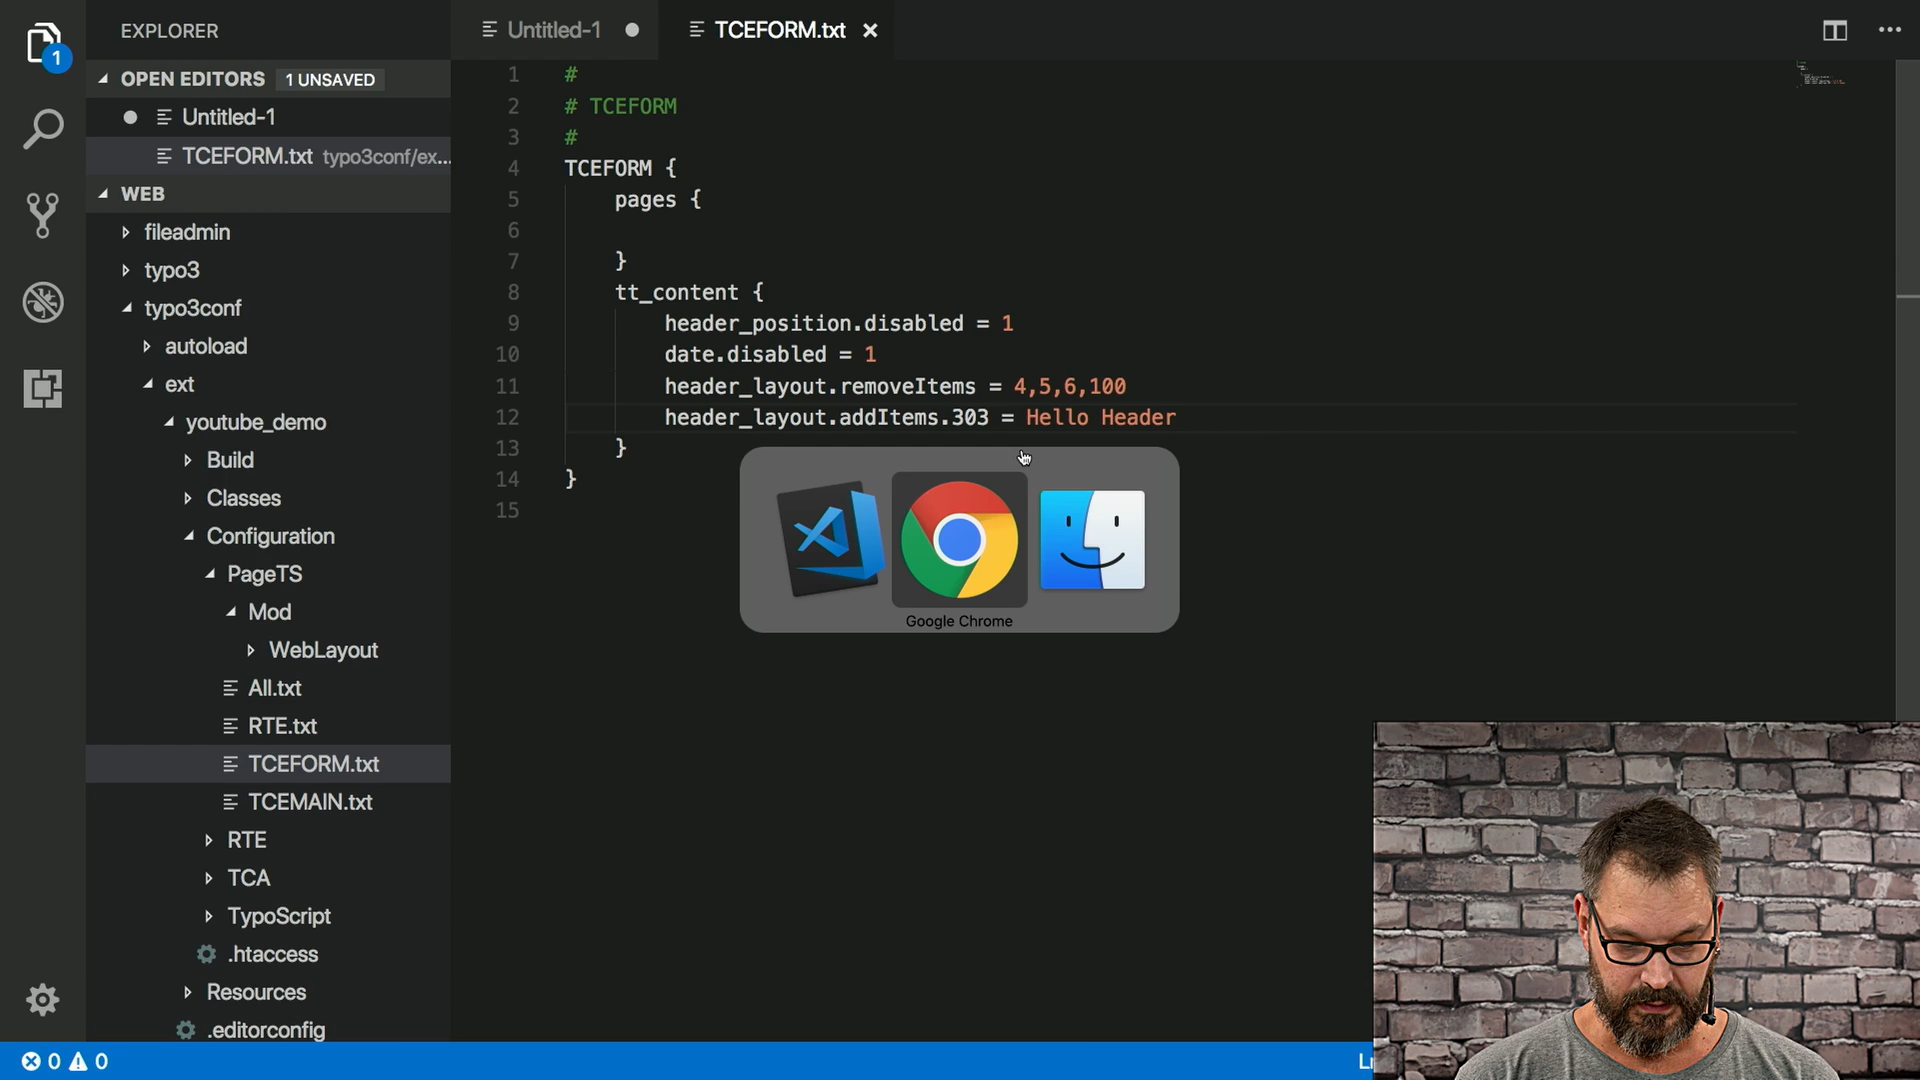 EXPLORER
OPEN EDITORS 1 UNSAVED
Untitled-1
TCEFORM.txt typo3conf/ex...
WEB
fileadmin
typo3
typo3conf
autoload
ext
youtube_demo
Build
Classes
Configuration
PageTS
Mod
WebLayout
All.txt
RTE.txt
TCEFORM.txt
TCEMAIN.txt
RTE
TCA
TypoScript
.htaccess
Resources
.editorconfig
1
Untitled-1
TCEFORM.txt
1 #
2 # TCEFORM
3 #
4 TCEFORM {
5 pages {
6
7 }
8 tt_content {
9 header_position.disabled = 1
10 date.disabled = 1
11 header_layout.removeItems = 4,5,6,100
12 header_layout.addItems.303 = Hello Header
13 }
14 }
15
Google Chrome
0 0